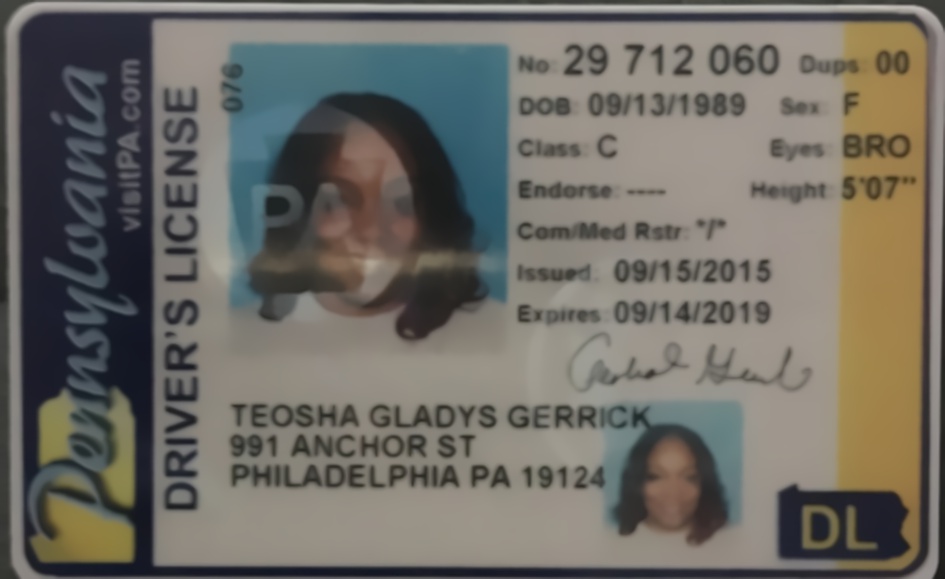 Pennsylvania
visitPA.com
DRIVER'S LICENSE
076
PA
No: 29 712 060 Dups: 00
DOB: 09/13/1989 Sex: F
Class: C Eyes: BRO
Endorse: ---- Height: 5'07"
Com/Med Rstr: */*
Issued: 09/15/2015
Expires: 09/14/2019
TEOSHA GLADYS GERRICK
991 ANCHOR ST
PHILADELPHIA PA 19124
DL